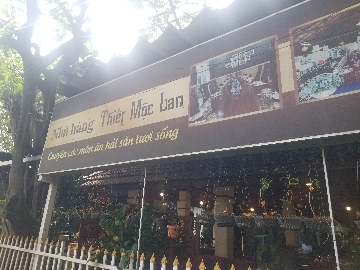 Nhà hàng Thiết Mộc Lan
Chuyên các món ăn hải sản tươi sống